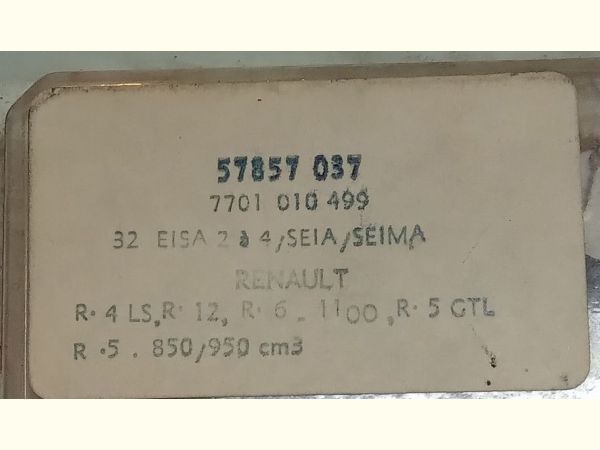 57857 037
7701 010 499
32 EISA 2 à 4/SEIA/SEIMA
RENAULT
R. 4 LS, R. 12, R. 6 . 1100, R. 5 GTL
R .5 . 850/950 cm3